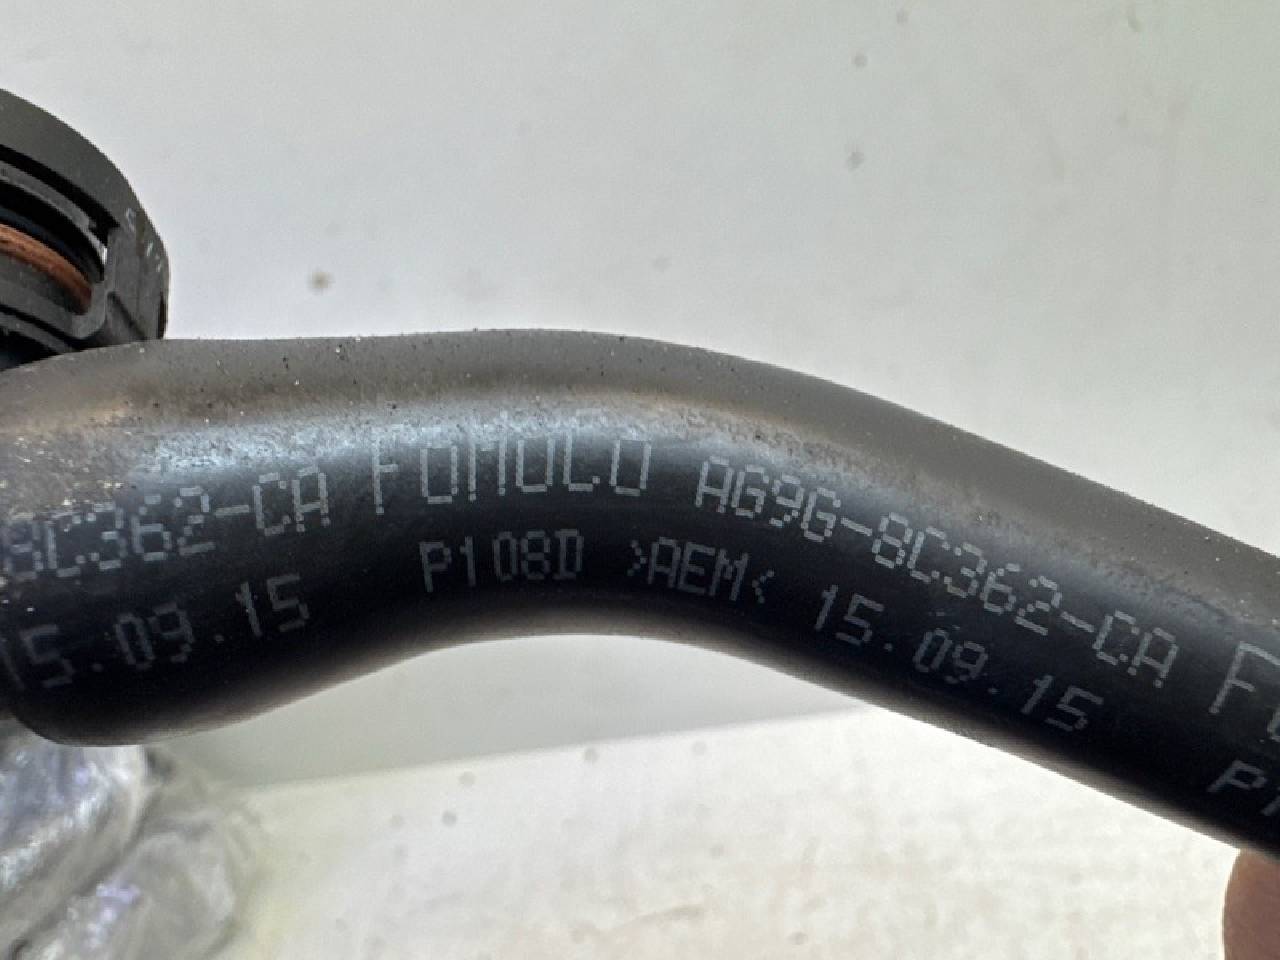 8C362-CA FOMOCO AG9G-8C362-CA
15.09.15 P108D >AEM< 15.09.15